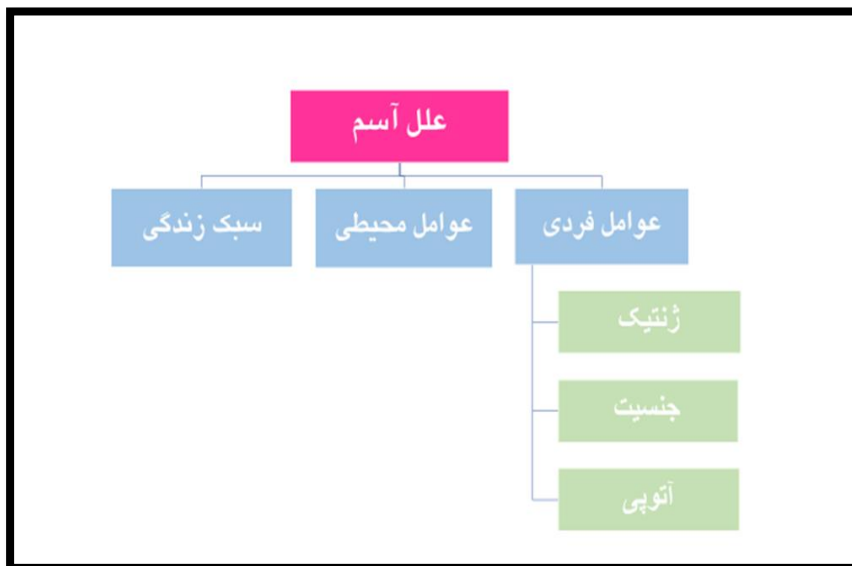 علل آسم
عوامل فردی
عوامل محیطی
سبک زندگی
ژنتیک
جنسیت
آتوپی